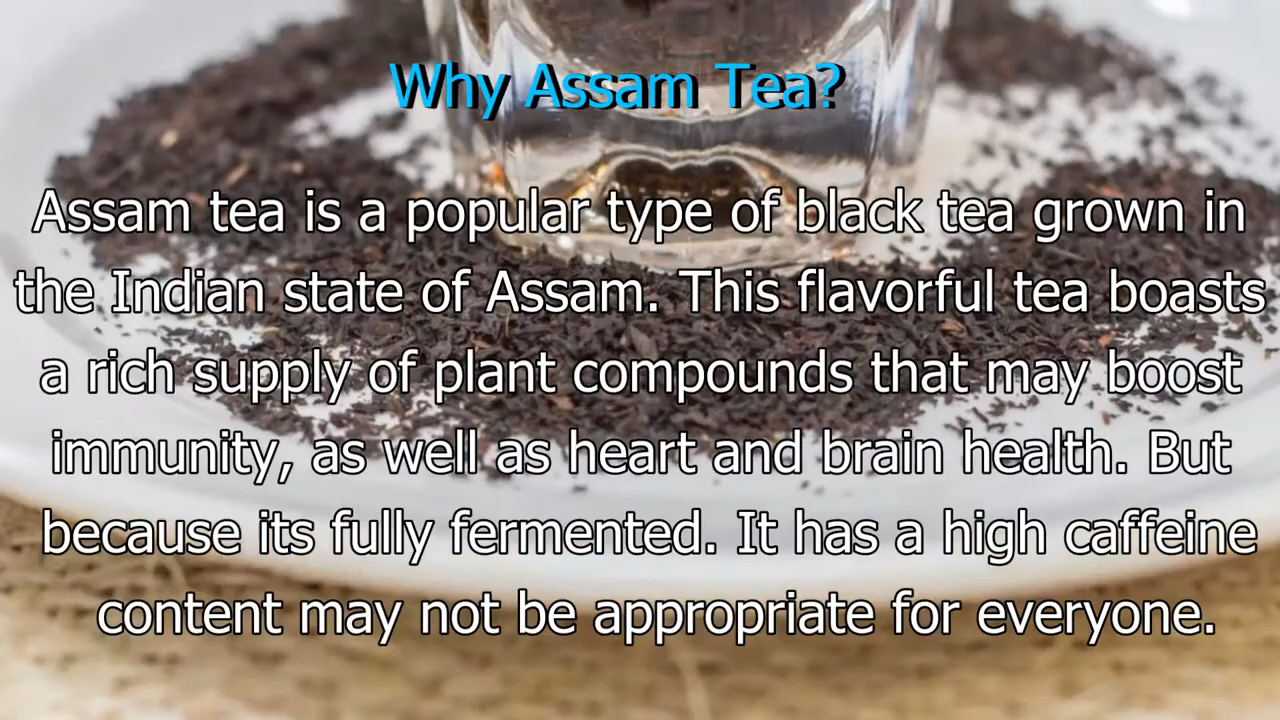 Why Assam Tea?
Assam tea is a popular type of black tea grown in
the Indian state of Assam. This flavorful tea boasts
a rich supply of plant compounds that may boost
immunity, as well as heart and brain health. But
because its fully fermented. It has a high caffeine
content may not be appropriate for everyone.